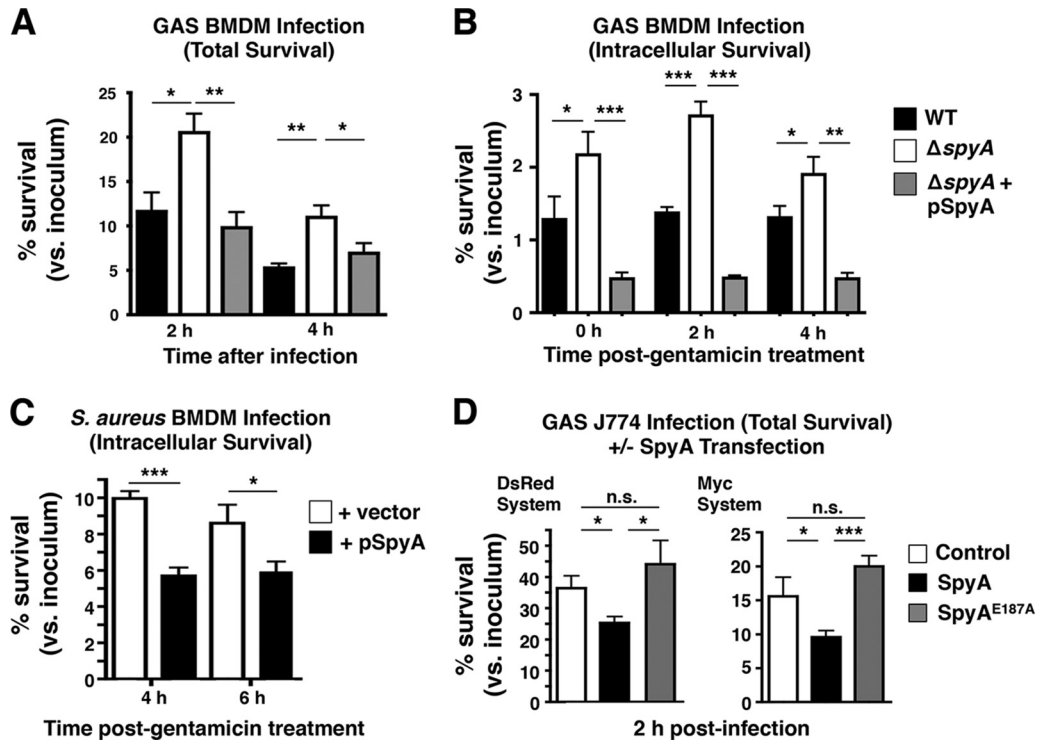 A
GAS BMDM Infection
(Total Survival)
% survival
(vs. inoculum)
25
20
15
10
5
0
* **
** *
2 h 4 h
Time after infection
B
GAS BMDM Infection
(Intracellular Survival)
% survival
(vs. inoculum)
3
2
1
0
* ***
*** ***
* **
0 h 2 h 4 h
Time post-gentamicin treatment
WT
ΔspyA
ΔspyA +
pSpyA
C
S. aureus BMDM Infection
(Intracellular Survival)
% survival
(vs. inoculum)
10
8
6
4
2
0
***
*
4 h 6 h
Time post-gentamicin treatment
+ vector
+ pSpyA
D
GAS J774 Infection (Total Survival)
+/- SpyA Transfection
% survival
(vs. inoculum)
DsRed
System
n.s.
* *
50
45
40
35
30
25
20
15
10
5
0
Myc
System
n.s.
* ***
25
20
15
10
5
0
2 h post-infection
Control
SpyA
SpyAE187A